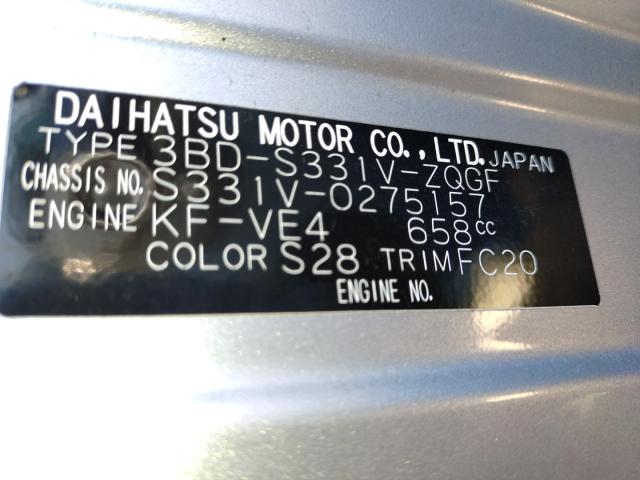 DAIHATSU MOTOR CO., LTD. JAPAN
TYPE 3BD-S331V-ZQGF
CHASSIS NO. S331V-0275157
ENGINE KF-VE4 658cc
COLOR S28 TRIM FC20
ENGINE NO.